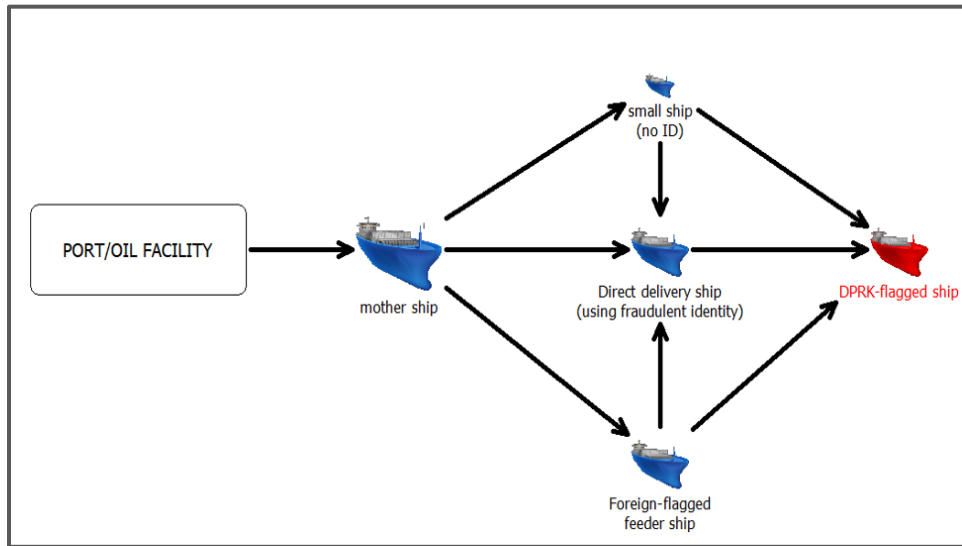 small ship
(no ID)
PORT/OIL FACILITY
mother ship
Direct delivery ship
(using fraudulent identity)
DPRK-flagged ship
Foreign-flagged
feeder ship